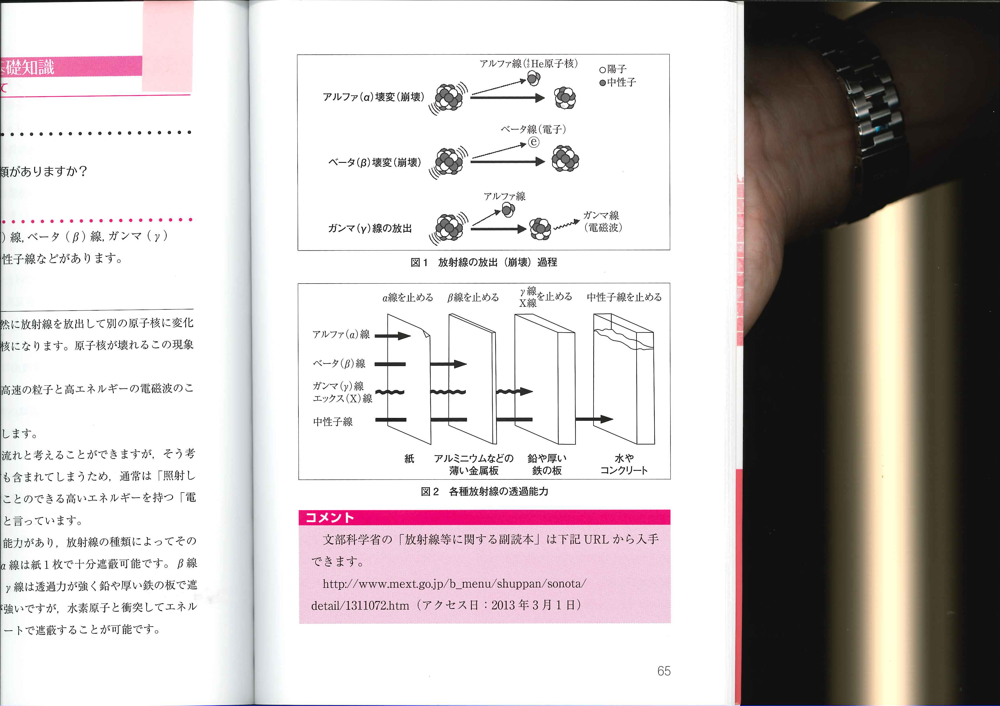 礎知識
て
類がありますか？
）線, ベータ（β）線, ガンマ（γ）
性子線などがあります。
然に放射線を放出して別の原子核に変化
核になります。原子核が壊れるこの現象
高速の粒子と高エネルギーの電磁波のこ
します。
流れと考えることができますが，そう考
も含まれてしまうため，通常は「照射し
ことのできる高いエネルギーを持つ「電
と言っています。
能力があり，放射線の種類によってその
α線は紙1枚で十分遮蔽可能です。β線
γ線は透過力が強く鉛や厚い鉄の板で遮
強いですが，水素原子と衝突してエネル
ートで遮蔽することが可能です。
アルファ線（⁴₂He原子核）
○陽子
●中性子
アルファ（α）壊変（崩壊）
ベータ線（電子）
e
ベータ（β）壊変（崩壊）
アルファ線
ガンマ（γ）線の放出
ガンマ線
（電磁波）
図1　放射線の放出（崩壊）過程
α線を止める
β線を止める
γ線
X線
を止める
中性子線を止める
アルファ（α）線
ベータ（β）線
ガンマ（γ）線
エックス（X）線
中性子線
紙
アルミニウムなどの
薄い金属板
鉛や厚い
鉄の板
水や
コンクリート
図2　各種放射線の透過能力
コメント
文部科学省の「放射線等に関する副読本」は下記 URL から入手
できます。
http://www.mext.go.jp/b_menu/shuppan/sonota/
detail/1311072.htm（アクセス日：2013年3月1日）
65